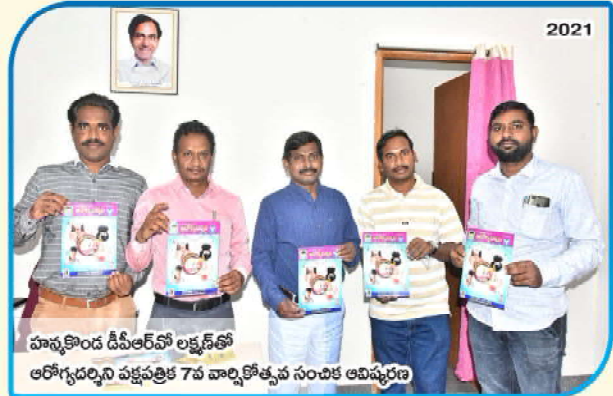 2021
హన్మకొండ డీపీఆర్‌వో లక్ష్మణ్‌తో
ఆరోగ్యదర్శిని పక్షపత్రిక 7వ వార్షికోత్సవ సంచిక ఆవిష్కరణ